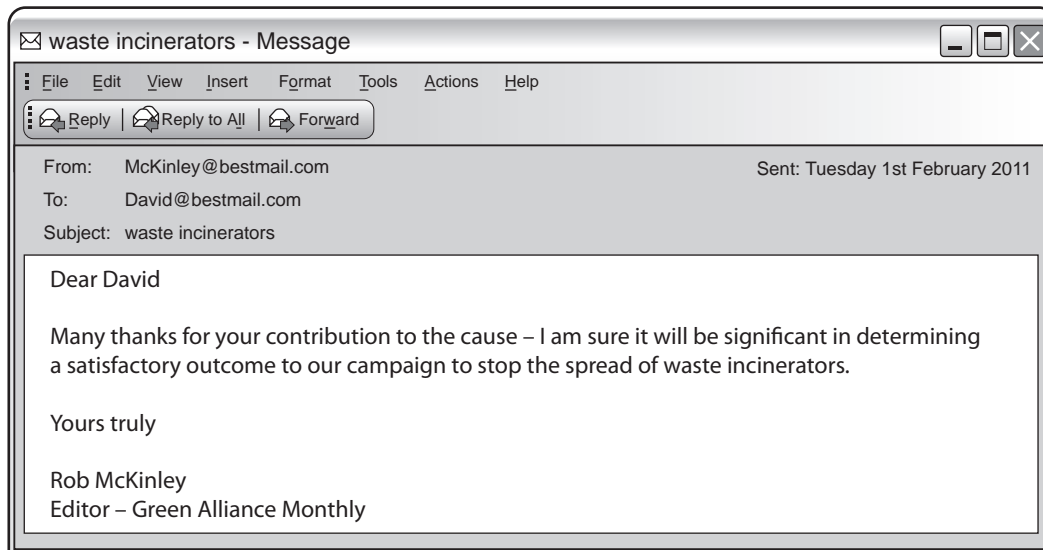 waste incinerators - Message
File Edit View Insert Format Tools Actions Help
Reply Reply to All Forward
From: McKinley@bestmail.com Sent: Tuesday 1st February 2011
To: David@bestmail.com
Subject: waste incinerators
Dear David
Many thanks for your contribution to the cause – I am sure it will be significant in determining
a satisfactory outcome to our campaign to stop the spread of waste incinerators.
Yours truly
Rob McKinley
Editor – Green Alliance Monthly